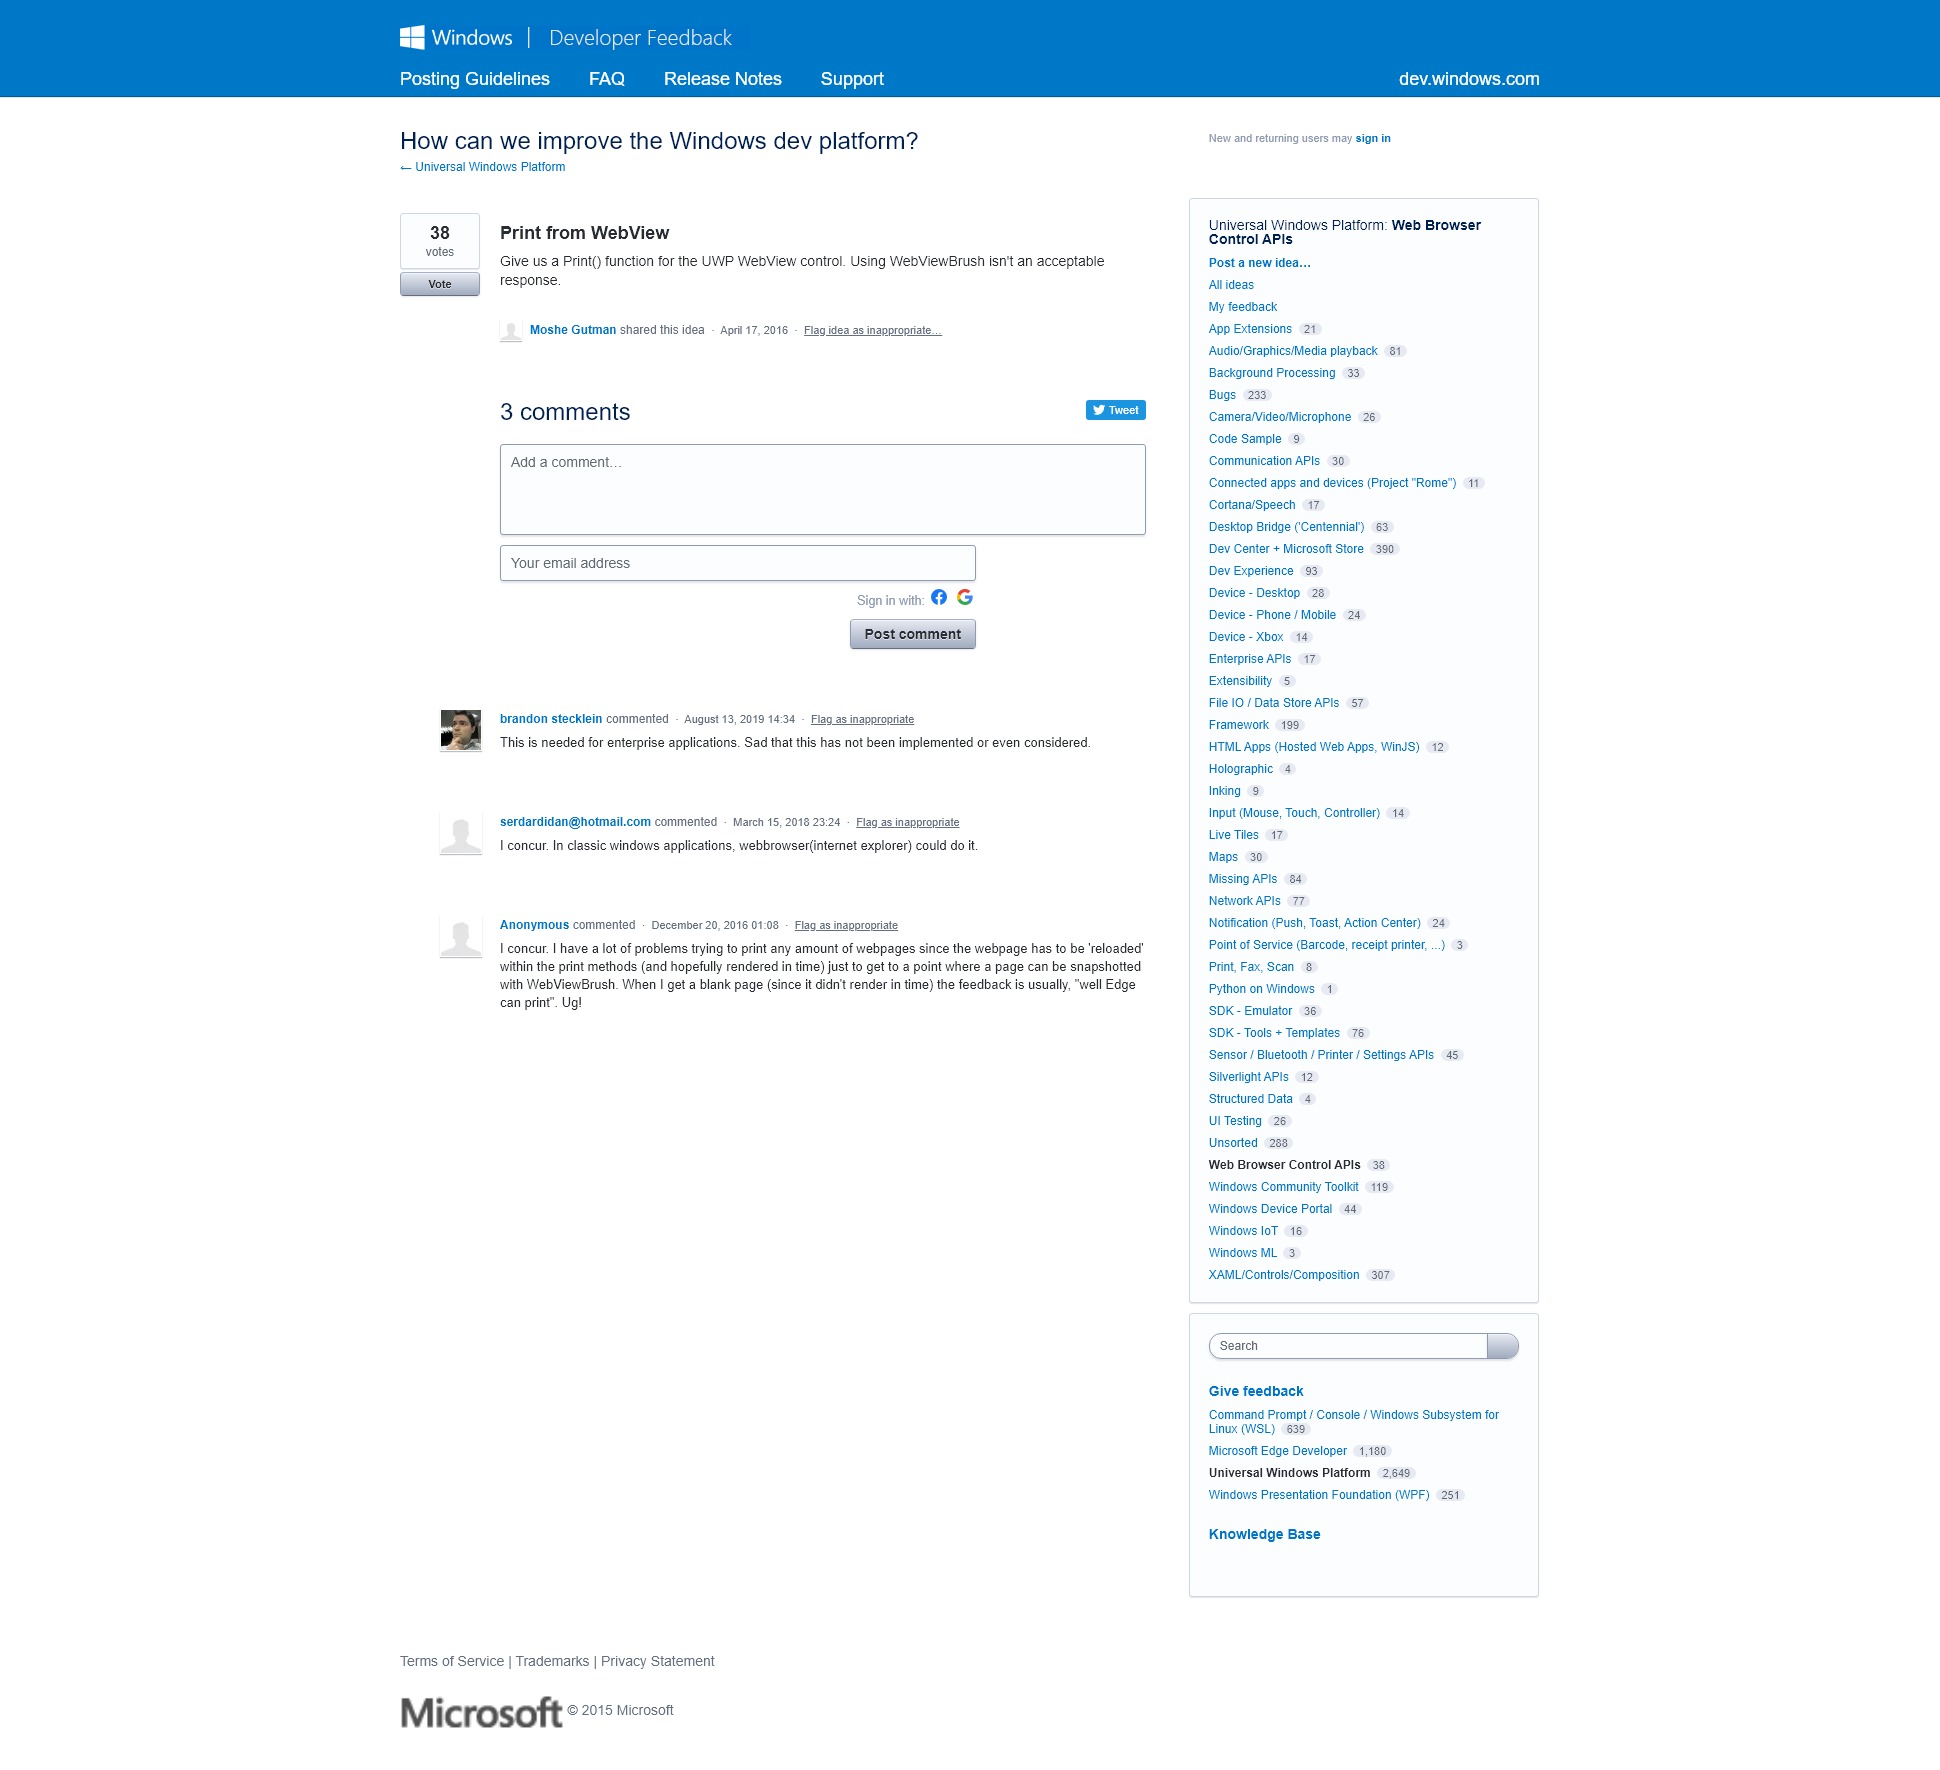 Windows | Developer Feedback
Posting Guidelines FAQ Release Notes Support dev.windows.com
How can we improve the Windows dev platform?
← Universal Windows Platform
New and returning users may sign in
38
votes
Vote
Print from WebView
Give us a Print() function for the UWP WebView control. Using WebViewBrush isn't an acceptable
response.
Moshe Gutman shared this idea · April 17, 2016 · Flag idea as inappropriate…
3 comments
Tweet
Add a comment…
Your email address
Sign in with:
Post comment
brandon stecklein commented · August 13, 2019 14:34 · Flag as inappropriate
This is needed for enterprise applications. Sad that this has not been implemented or even considered.
serdardidan@hotmail.com commented · March 15, 2018 23:24 · Flag as inappropriate
I concur. In classic windows applications, webbrowser(internet explorer) could do it.
Anonymous commented · December 20, 2016 01:08 · Flag as inappropriate
I concur. I have a lot of problems trying to print any amount of webpages since the webpage has to be 'reloaded'
within the print methods (and hopefully rendered in time) just to get to a point where a page can be snapshotted
with WebViewBrush. When I get a blank page (since it didn't render in time) the feedback is usually, "well Edge
can print". Ug!
Universal Windows Platform: Web Browser
Control APIs
Post a new idea…
All ideas
My feedback
App Extensions 21
Audio/Graphics/Media playback 81
Background Processing 33
Bugs 233
Camera/Video/Microphone 26
Code Sample 9
Communication APIs 30
Connected apps and devices (Project "Rome") 11
Cortana/Speech 17
Desktop Bridge ('Centennial') 63
Dev Center + Microsoft Store 390
Dev Experience 93
Device - Desktop 28
Device - Phone / Mobile 24
Device - Xbox 14
Enterprise APIs 17
Extensibility 5
File IO / Data Store APIs 57
Framework 199
HTML Apps (Hosted Web Apps, WinJS) 12
Holographic 4
Inking 9
Input (Mouse, Touch, Controller) 14
Live Tiles 17
Maps 30
Missing APIs 84
Network APIs 77
Notification (Push, Toast, Action Center) 24
Point of Service (Barcode, receipt printer, ...) 3
Print, Fax, Scan 8
Python on Windows 1
SDK - Emulator 36
SDK - Tools + Templates 76
Sensor / Bluetooth / Printer / Settings APIs 45
Silverlight APIs 12
Structured Data 4
UI Testing 26
Unsorted 288
Web Browser Control APIs 38
Windows Community Toolkit 119
Windows Device Portal 44
Windows IoT 16
Windows ML 3
XAML/Controls/Composition 307
Search
Give feedback
Command Prompt / Console / Windows Subsystem for
Linux (WSL) 639
Microsoft Edge Developer 1,180
Universal Windows Platform 2,649
Windows Presentation Foundation (WPF) 251
Knowledge Base
Terms of Service | Trademarks | Privacy Statement
Microsoft © 2015 Microsoft